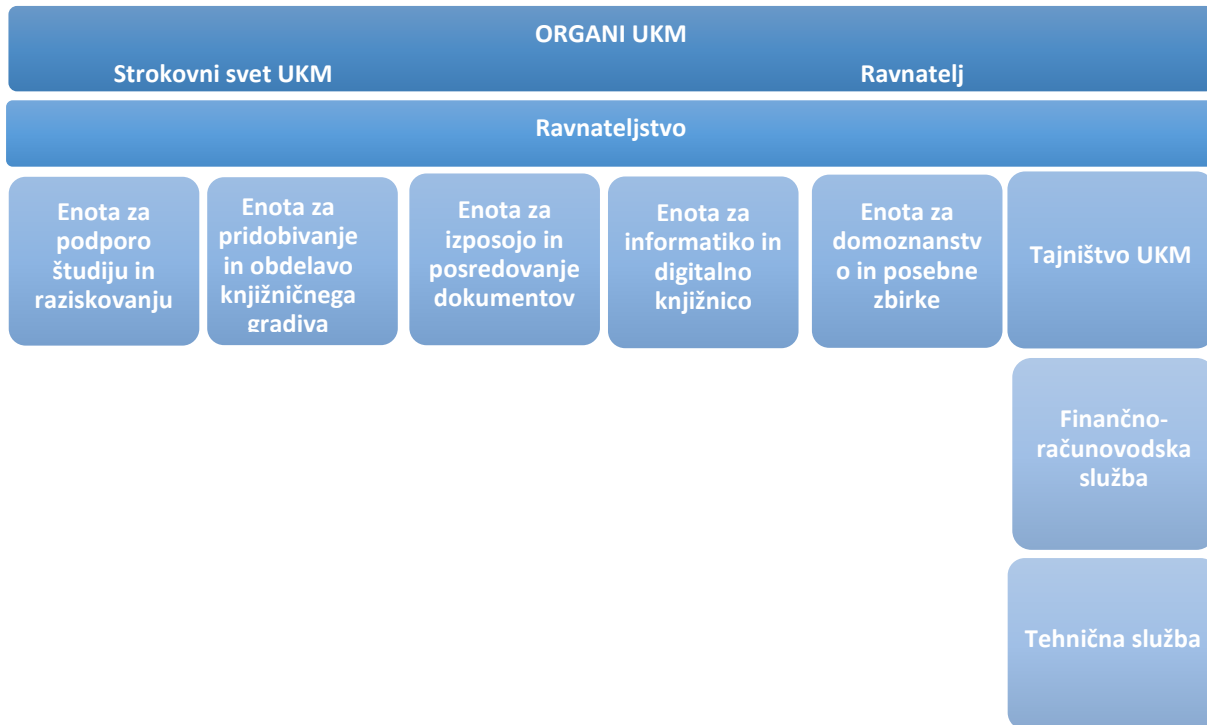 ORGANI UKM
Strokovni svet UKM Ravnatelj
Ravnateljstvo
Enota za
podporo
študiju in
raziskovanju
Enota za
pridobivanje
in obdelavo
knjižničnega
gradiva
Enota za
izposojo in
posredovanje
dokumentov
Enota za
informatiko in
digitalno
knjižnico
Enota za
domoznanstv
o in posebne
zbirke
Tajništvo UKM
Finančno-
računovodska
služba
Tehnična služba